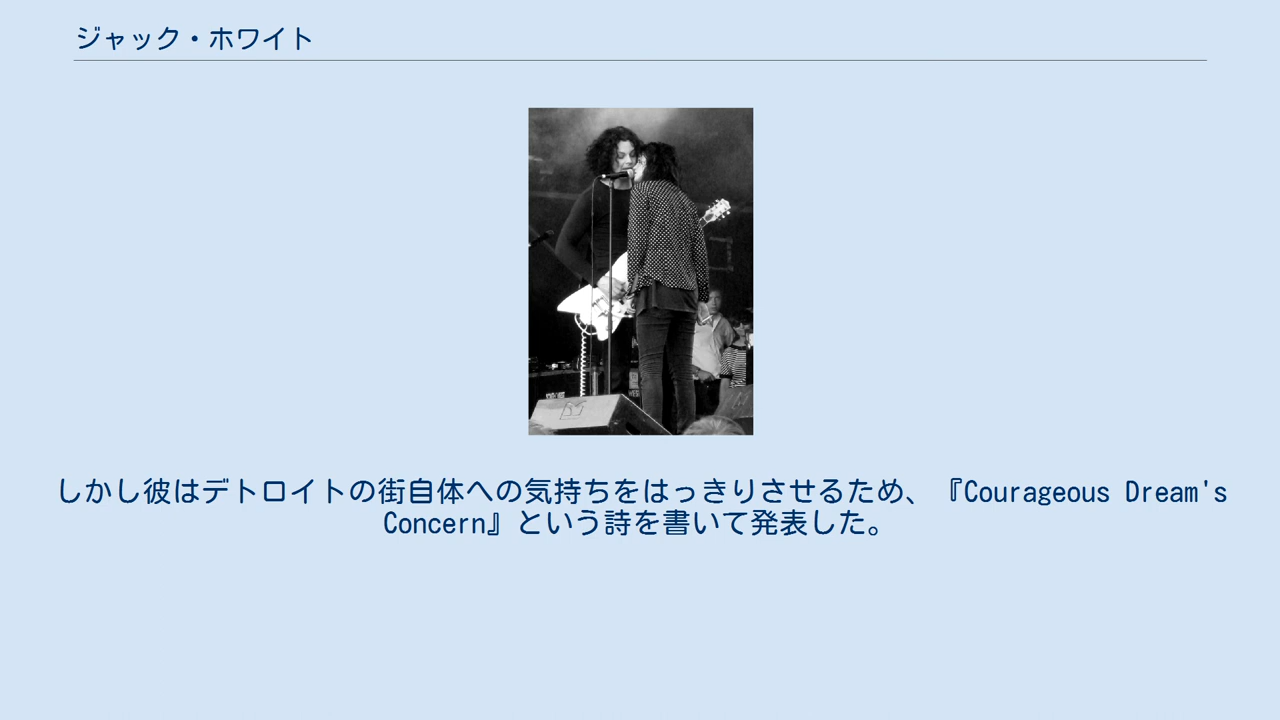 ジャック・ホワイト
しかし彼はデトロイトの街自体への気持ちをはっきりさせるため、『Courageous Dream's
Concern』という詩を書いて発表した。